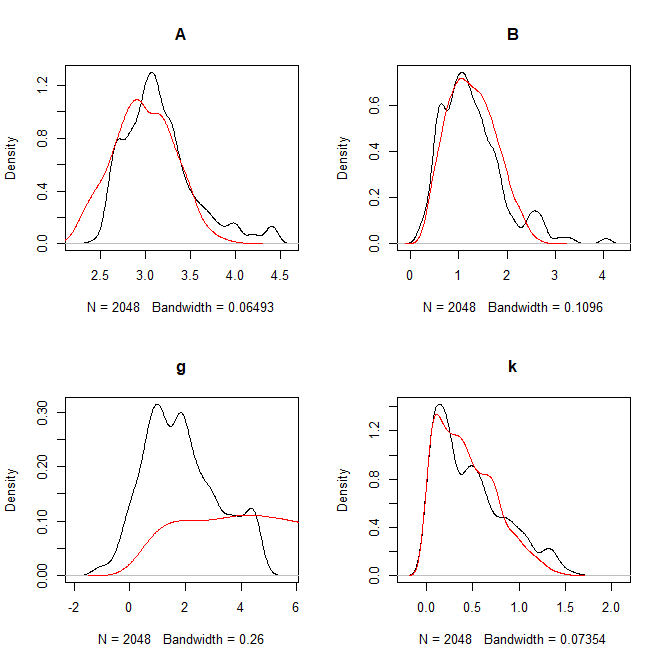 A
Density
0.0 0.4 0.8 1.2
2.5 3.0 3.5 4.0 4.5
N = 2048 Bandwidth = 0.06493
B
Density
0.0 0.2 0.4 0.6
0 1 2 3 4
N = 2048 Bandwidth = 0.1096
g
Density
0.00 0.10 0.20 0.30
-2 0 2 4 6
N = 2048 Bandwidth = 0.26
k
Density
0.0 0.4 0.8 1.2
0.0 0.5 1.0 1.5 2.0
N = 2048 Bandwidth = 0.07354